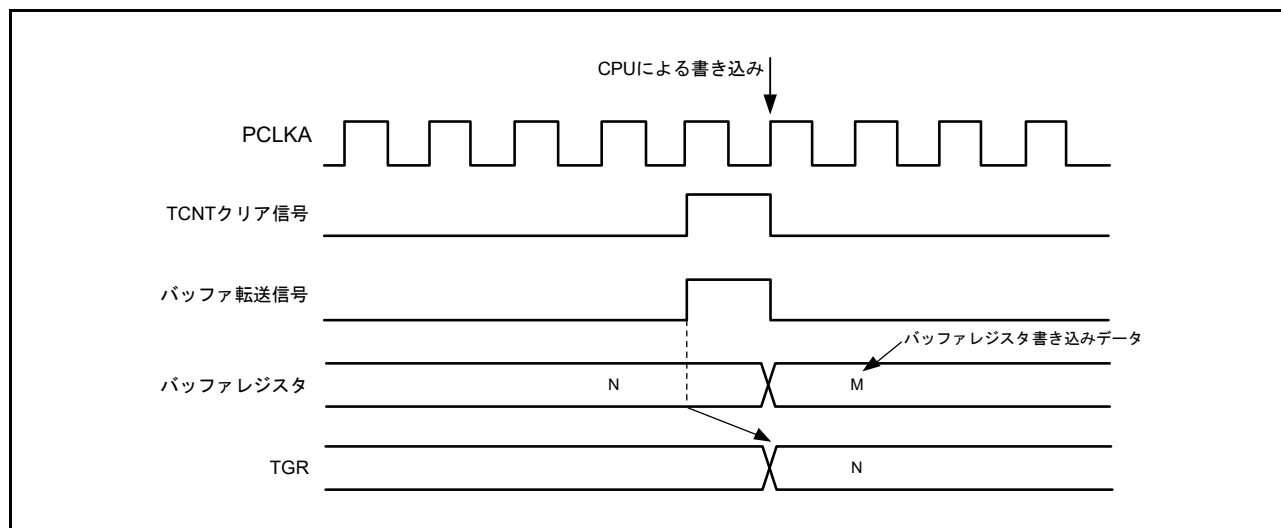 CPUによる書き込み
PCLKA
TCNTクリア信号
バッファ転送信号
バッファレジスタ書き込みデータ
バッファレジスタ
N
M
TGR
N